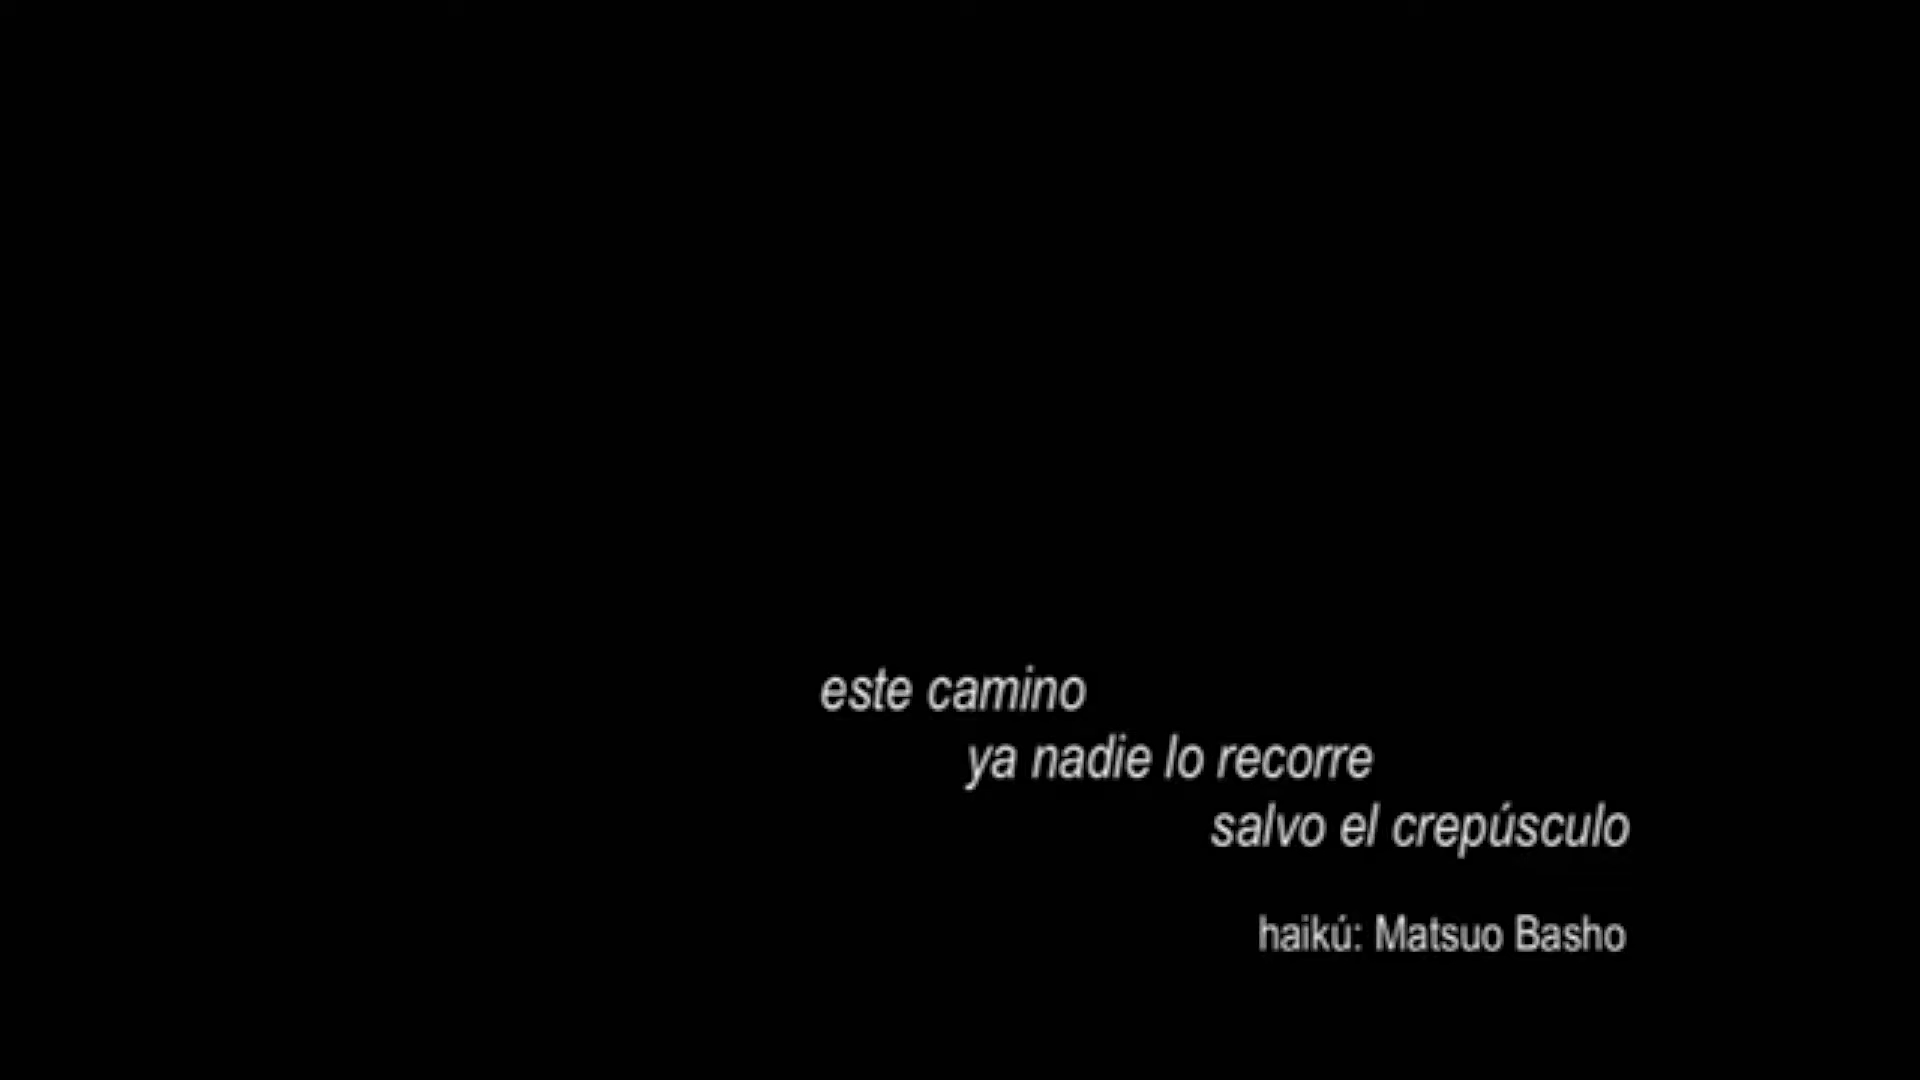 este camino
ya nadie lo recorre
salvo el crepúsculo
haikú: Matsuo Basho